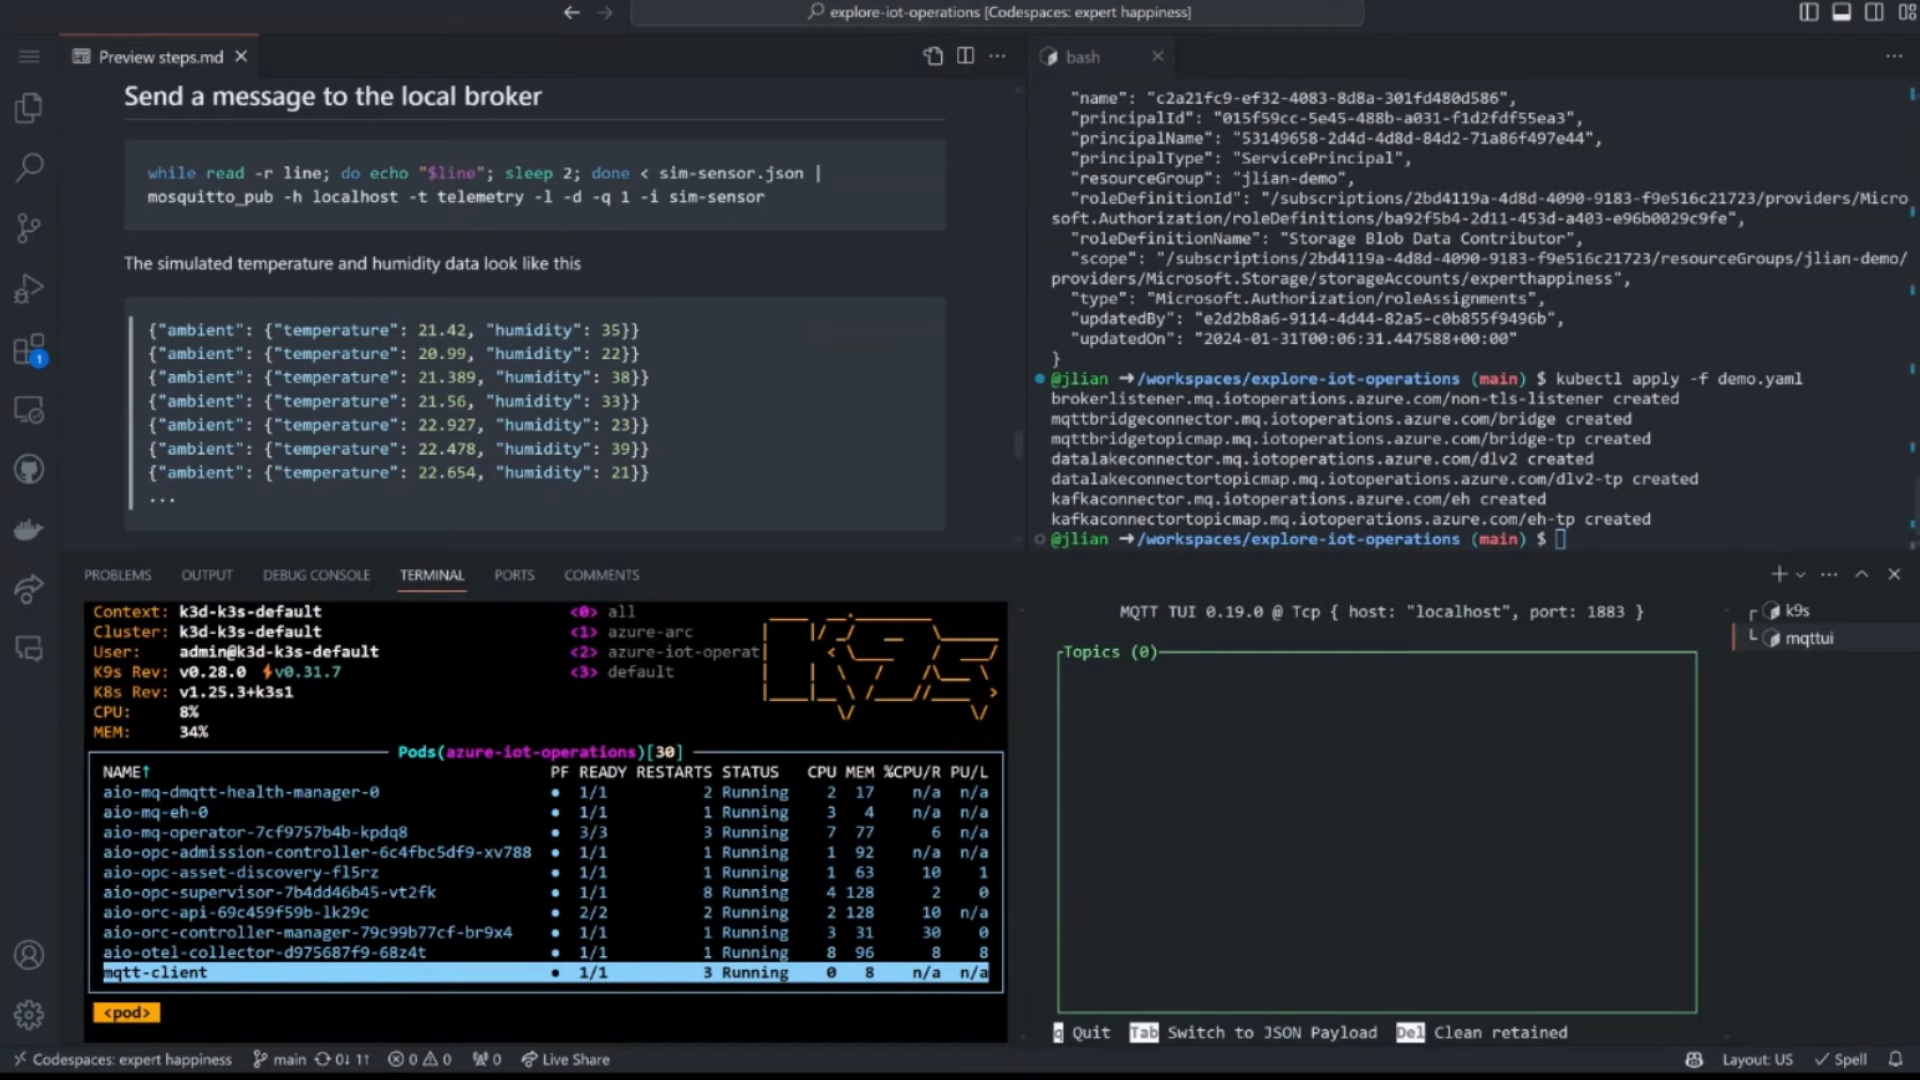 explore-iot-operations [Codespaces: expert happiness]
Preview steps.md
Send a message to the local broker
while read -r line; do echo "$line"; sleep 2; done < sim-sensor.json |
mosquitto_pub -h localhost -t telemetry -l -d -q 1 -i sim-sensor
The simulated temperature and humidity data look like this
{"ambient": {"temperature": 21.42, "humidity": 35}}
{"ambient": {"temperature": 20.99, "humidity": 22}}
{"ambient": {"temperature": 21.389, "humidity": 38}}
{"ambient": {"temperature": 21.56, "humidity": 33}}
{"ambient": {"temperature": 22.927, "humidity": 23}}
{"ambient": {"temperature": 22.478, "humidity": 39}}
{"ambient": {"temperature": 22.654, "humidity": 21}}
...
bash
"name": "c2a21fc9-ef32-4083-8d8a-301fd480d586",
"principalId": "015f59cc-5e45-488b-a031-f1d2fdf55ea3",
"principalName": "53149658-2d4d-4d8d-84d2-71a86f497e44",
"principalType": "ServicePrincipal",
"resourceGroup": "jlian-demo",
"roleDefinitionId": "/subscriptions/2bd4119a-4d8d-4090-9183-f9e516c21723/providers/Micro
soft.Authorization/roleDefinitions/ba92f5b4-2d11-453d-a403-e96b0029c9fe",
"roleDefinitionName": "Storage Blob Data Contributor",
"scope": "/subscriptions/2bd4119a-4d8d-4090-9183-f9e516c21723/resourceGroups/jlian-demo/
providers/Microsoft.Storage/storageAccounts/experthappiness",
"type": "Microsoft.Authorization/roleAssignments",
"updatedBy": "e2d2b8a6-9114-4d44-82a5-c0b855f9496b",
"updatedOn": "2024-01-31T00:06:31.447588+00:00"
}
@jlian →/workspaces/explore-iot-operations (main) $ kubectl apply -f demo.yaml
brokerlistener.mq.iotoperations.azure.com/non-tls-listener created
mqttbridgeconnector.mq.iotoperations.azure.com/bridge created
mqttbridgetopicmap.mq.iotoperations.azure.com/bridge-tp created
datalakeconnector.mq.iotoperations.azure.com/dlv2 created
datalakeconnectortopicmap.mq.iotoperations.azure.com/dlv2-tp created
kafkaconnector.mq.iotoperations.azure.com/eh created
kafkaconnectortopicmap.mq.iotoperations.azure.com/eh-tp created
@jlian →/workspaces/explore-iot-operations (main) $
1
PROBLEMS OUTPUT DEBUG CONSOLE TERMINAL PORTS COMMENTS
Context: k3d-k3s-default <0> all
Cluster: k3d-k3s-default <1> azure-arc
User: admin@k3d-k3s-default <2> azure-iot-operat
K9s Rev: v0.28.0 ⚡v0.31.7 <3> default
K8s Rev: v1.25.3+k3s1
CPU: 8%
MEM: 34%
K9s
Pods(azure-iot-operations)[30]
NAME↑ PF READY RESTARTS STATUS CPU MEM %CPU/R PU/L
aio-mq-dmqtt-health-manager-0 ● 1/1 2 Running 2 17 n/a n/a
aio-mq-eh-0 ● 1/1 1 Running 3 4 n/a n/a
aio-mq-operator-7cf9757b4b-kpdq8 ● 3/3 3 Running 7 77 6 n/a
aio-opc-admission-controller-6c4fbc5df9-xv788 ● 1/1 1 Running 1 92 n/a n/a
aio-opc-asset-discovery-fl5rz ● 1/1 1 Running 1 63 10 1
aio-opc-supervisor-7b4dd46b45-vt2fk ● 1/1 8 Running 4 128 2 0
aio-orc-api-69c459f59b-lk29c ● 2/2 2 Running 2 128 10 n/a
aio-orc-controller-manager-79c99b77cf-br9x4 ● 1/1 1 Running 3 31 30 0
aio-otel-collector-d975687f9-68z4t ● 1/1 1 Running 8 96 8 8
mqtt-client ● 1/1 3 Running 0 8 n/a n/a
<pod>
MQTT TUI 0.19.0 @ Tcp { host: "localhost", port: 1883 }
Topics (0)
q Quit Tab Switch to JSON Payload Del Clean retained
k9s
mqttui
Codespaces: expert happiness main 0↓ 1↑ 0 0 0 Live Share
Layout: US Spell